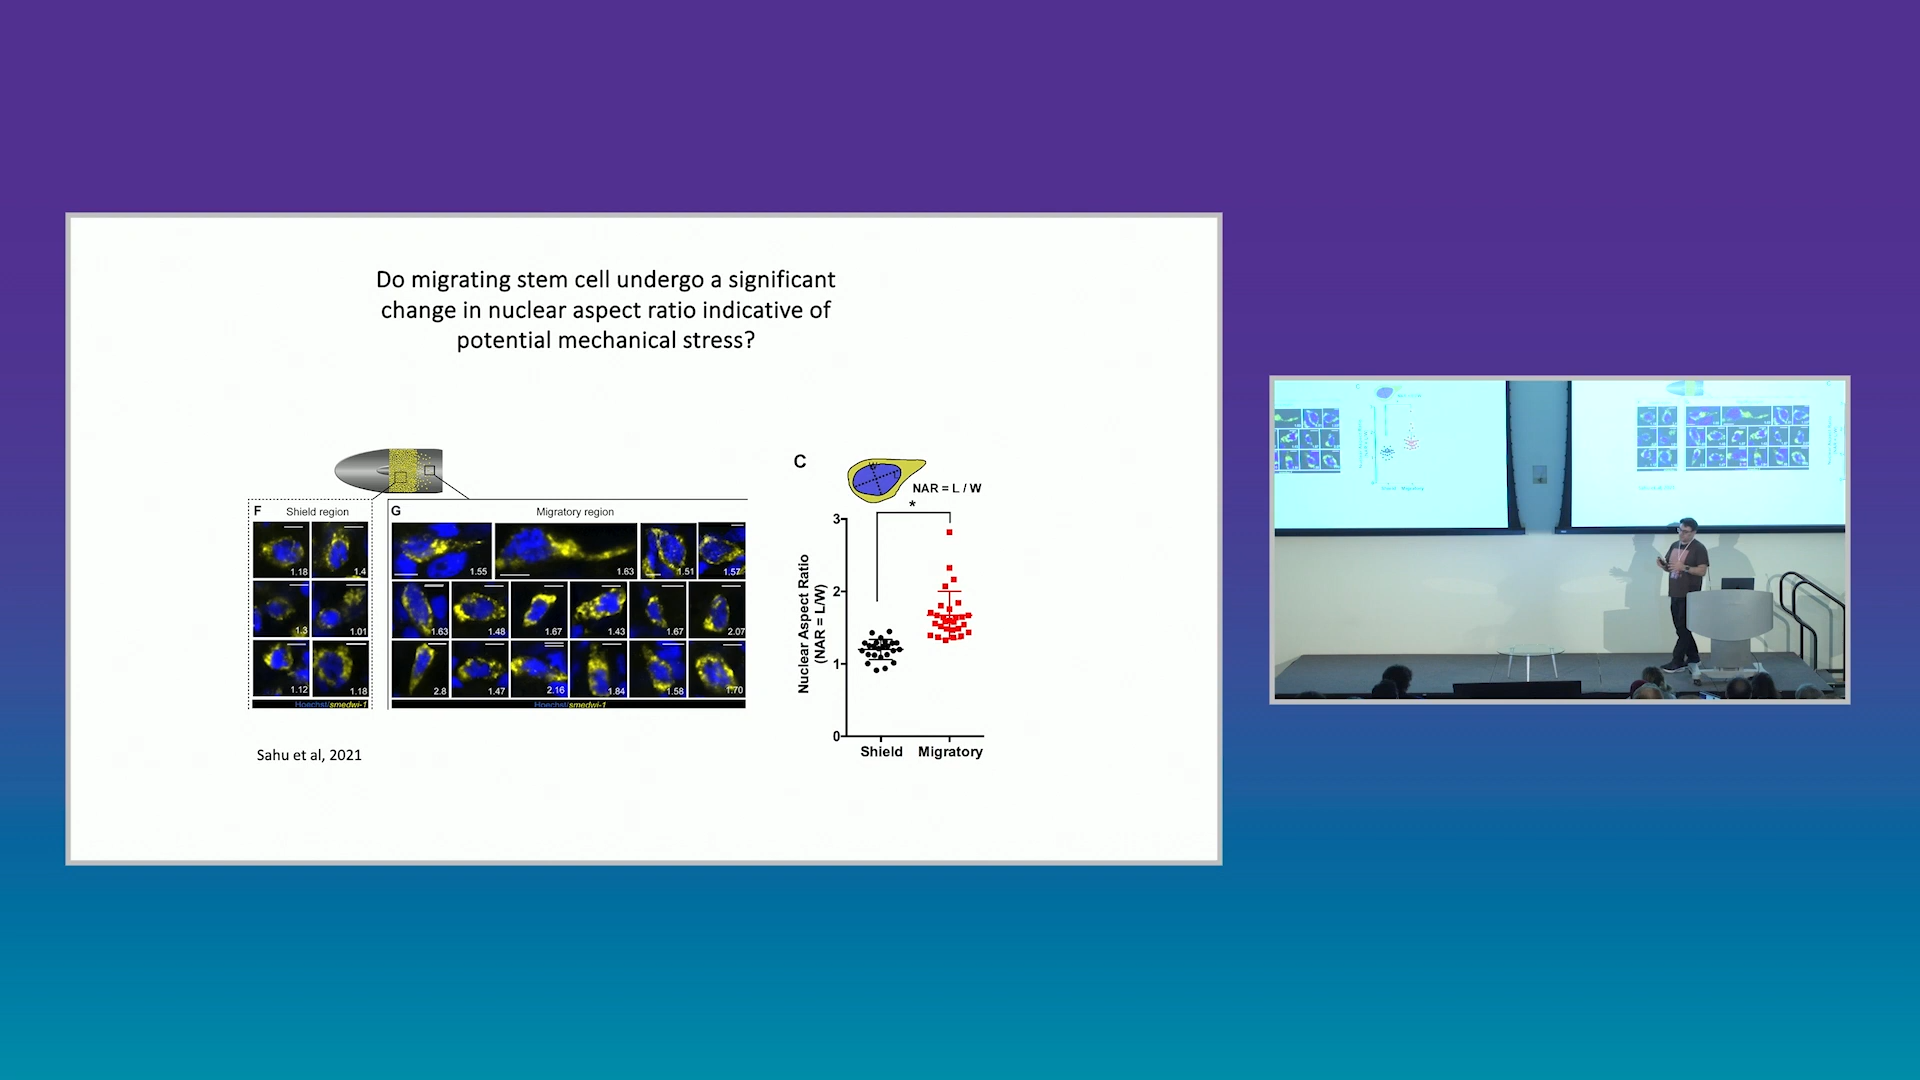 Do migrating stem cell undergo a significant
change in nuclear aspect ratio indicative of
potential mechanical stress?
F Shield region
1.18 1.4
1.3 1.01
1.12 1.18
Hoechst/smedwi-1
G Migratory region
1.55 1.63 1.51 1.57
1.63 1.48 1.67 1.43 1.67 2.07
2.8 1.47 2.16 1.84 1.58 1.70
Hoechst/smedwi-1
Sahu et al, 2021
C
NAR = L / W
*
Nuclear Aspect Ratio
(NAR = L/W)
3
2
1
0
Shield Migratory